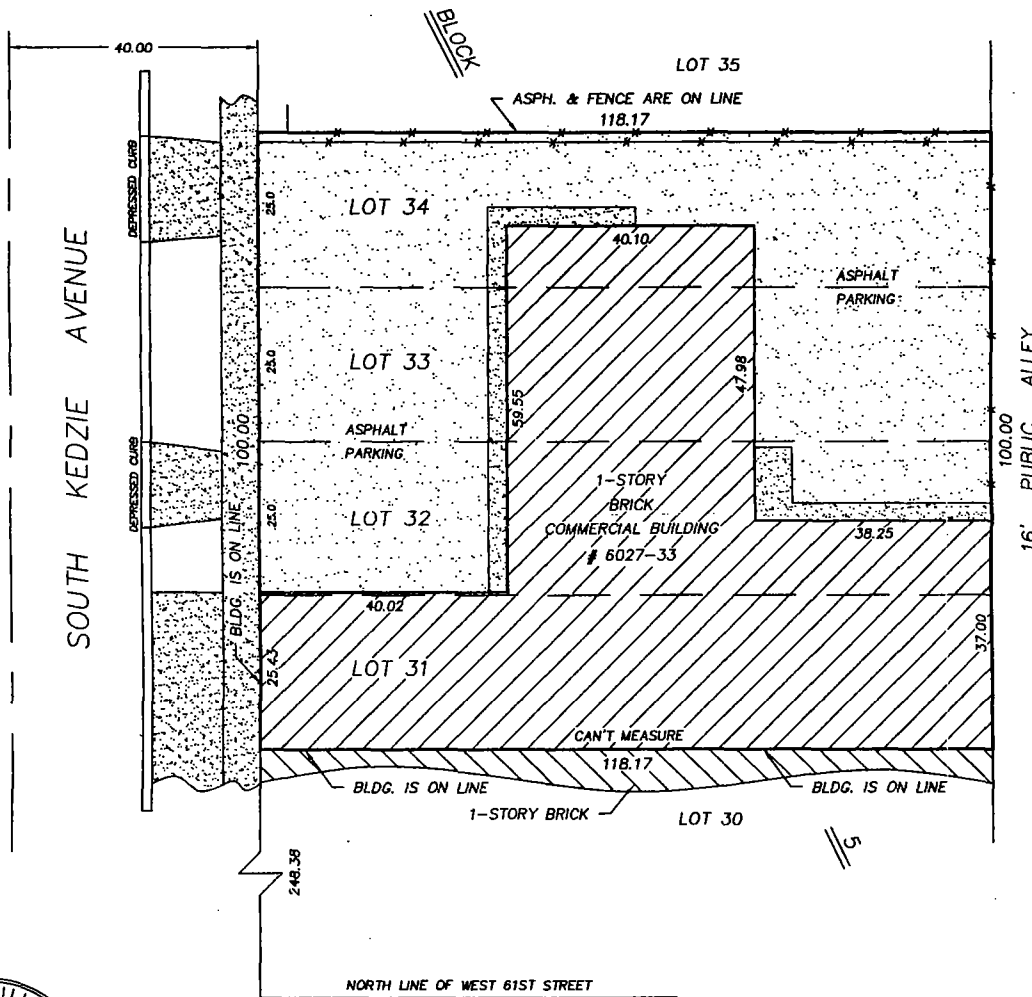 40.00
BLOCK
LOT 35
ASPH. & FENCE ARE ON LINE
118.17
DEPRESSED CURB
25.0
LOT 34
40.10
ASPHALT
PARKING
SOUTH KEDZIE AVENUE
25.0
LOT 33
59.55
47.98
16' PUBLIC ALLEY
100.00
100.00
ASPHALT
PARKING
DEPRESSED CURB
25.0
LOT 32
1-STORY
BRICK
COMMERCIAL BUILDING
# 6027-33
38.25
BLDG. IS ON LINE
40.02
25.43
LOT 31
37.00
CAN'T MEASURE
118.17
BLDG. IS ON LINE
BLDG. IS ON LINE
1-STORY BRICK
LOT 30
5
248.38
NORTH LINE OF WEST 61ST STREET